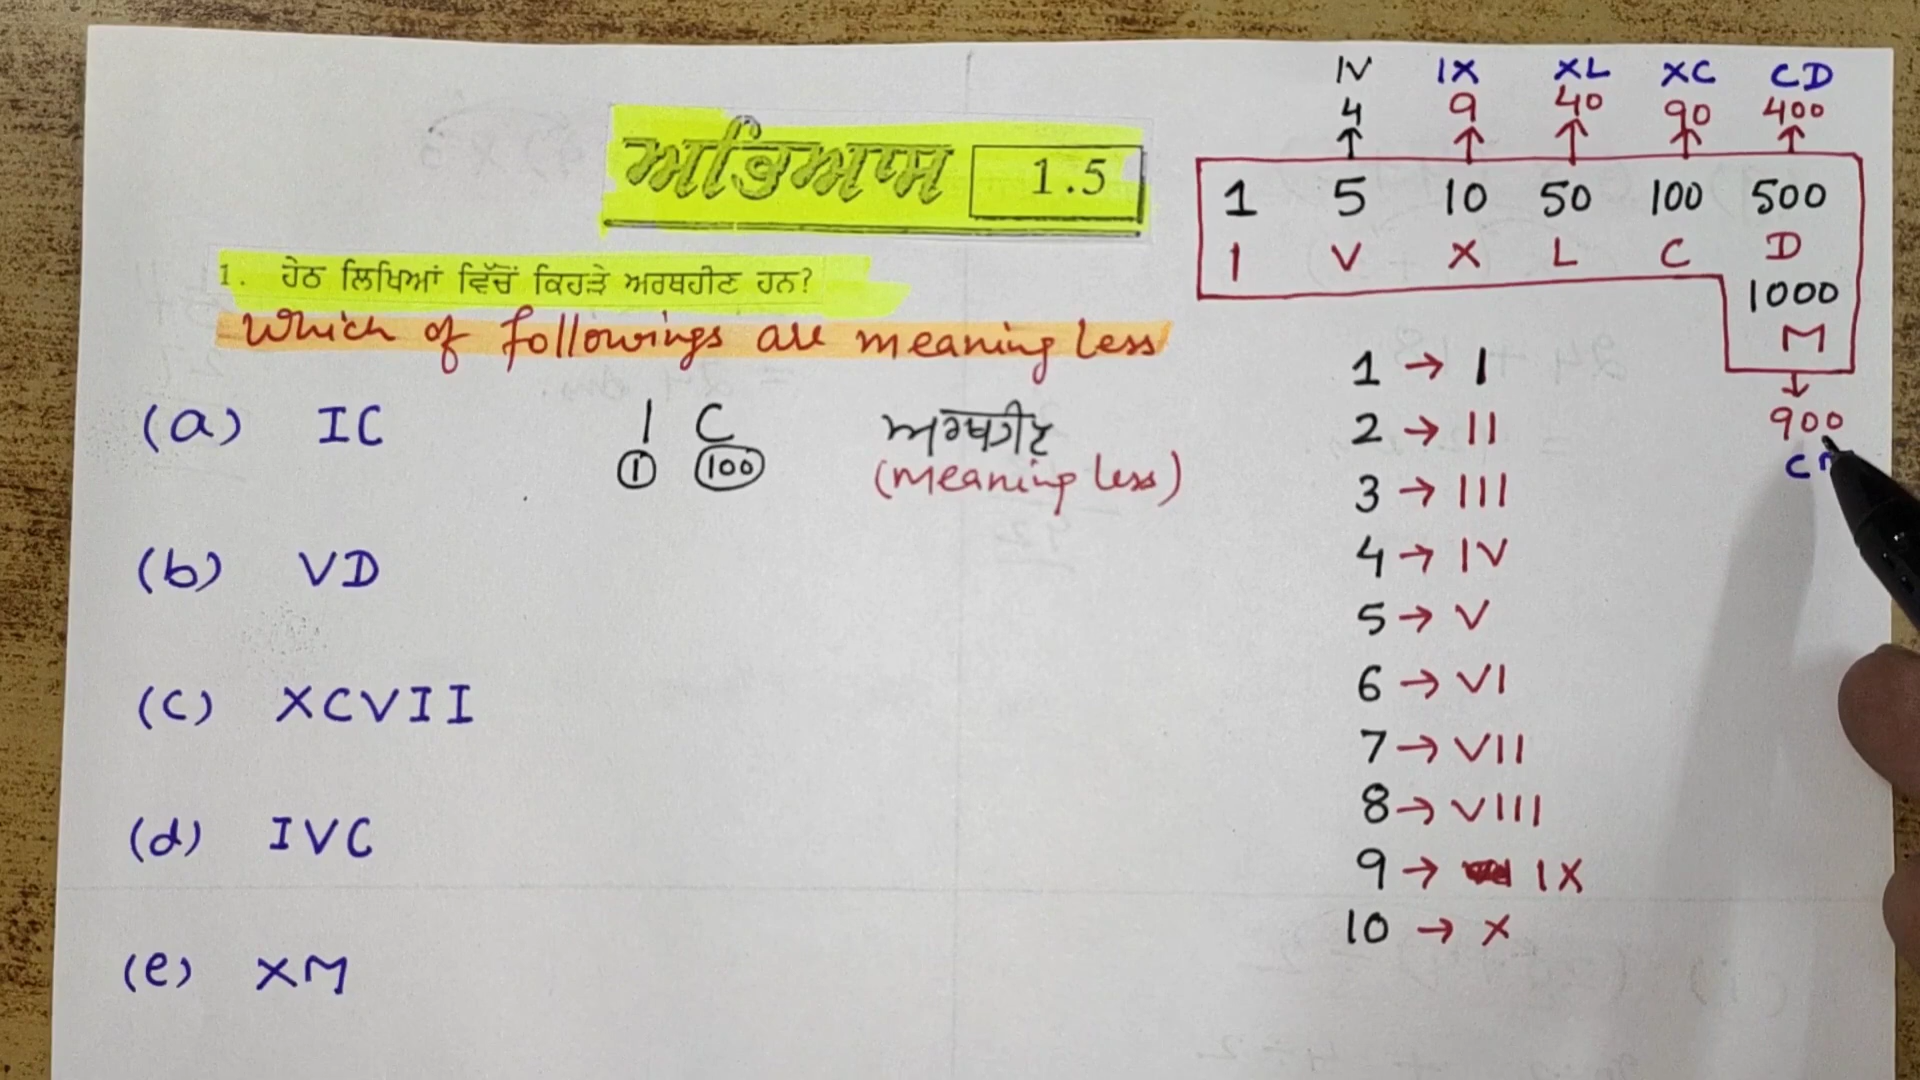 ਅਭਿਆਸ 1.5
1. ਹੇਠ ਲਿਖਿਆਂ ਵਿੱਚੋਂ ਕਿਹੜੇ ਅਰਥਹੀਣ ਹਨ?
Which of followings are meaning less
(a) IC I C ਅਰਥਹੀਣ
1 100 (meaning less)
(b) VD
(c) XCVII
(d) IVC
(e) XM
IV IX XL XC CD
4 9 40 90 400
↑ ↑ ↑ ↑ ↑
1 5 10 50 100 500
I V X L C D
1000
M
↓
900
1 → I
2 → II
3 → III
4 → IV
5 → V
6 → VI
7 → VII
8 → VIII
9 → IX
10 → X